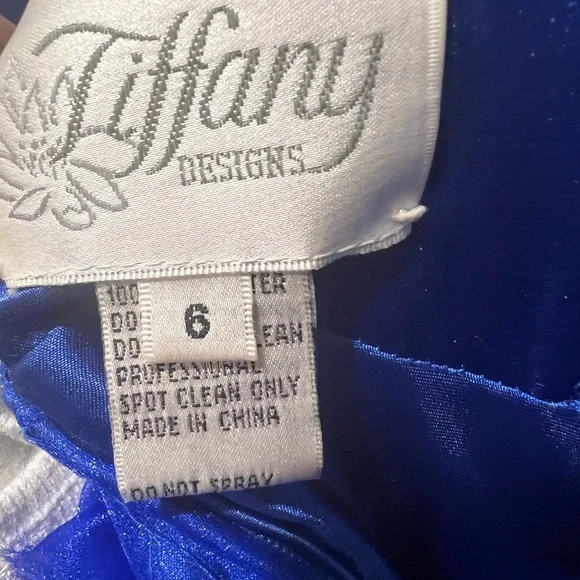 Tiffany
DESIGNS
6
PROFESSIONAL
SPOT CLEAN ONLY
MADE IN CHINA
DO NOT SPRAY